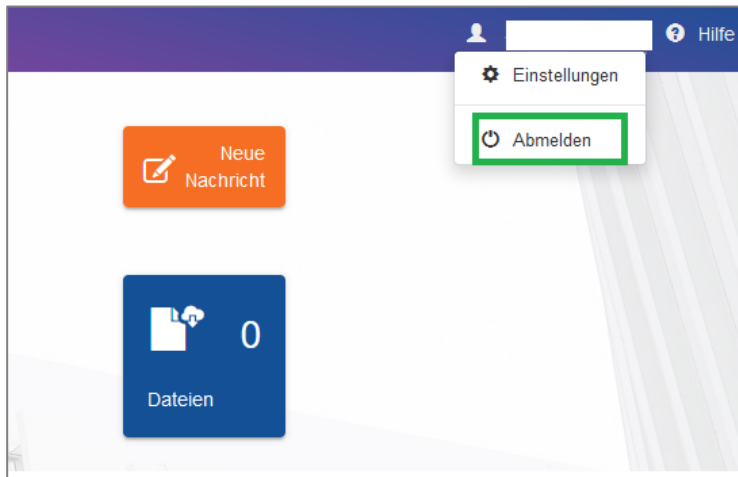 Hilfe
Einstellungen
Abmelden
Neue
Nachricht
0
Dateien